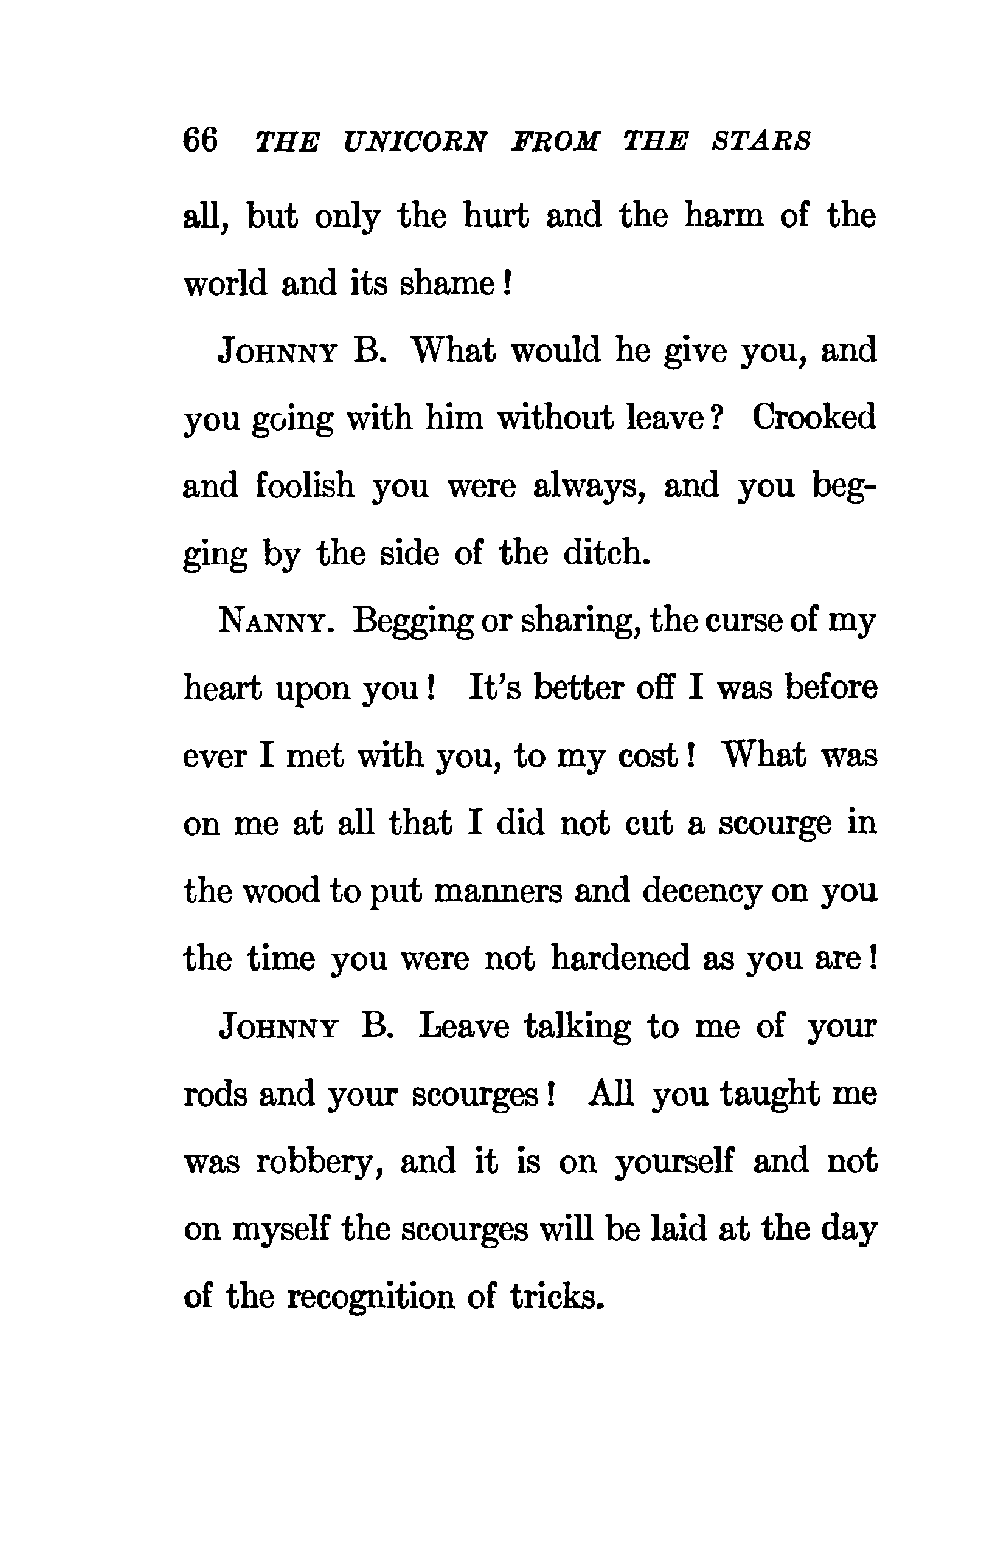 66 THE UNICORN FROM THE STARS
all, but only the hurt and the harm of the
world and its shame!
JOHNNY B. What would he give you, and
you going with him without leave? Crooked
and foolish you were always, and you beg-
ging by the side of the ditch.
NANNY. Begging or sharing, the curse of my
heart upon you! It's better off I was before
ever I met with you, to my cost! What was
on me at all that I did not cut a scourge in
the wood to put manners and decency on you
the time you were not hardened as you are!
JOHNNY B. Leave talking to me of your
rods and your scourges! All you taught me
was robbery, and it is on yourself and not
on myself the scourges will be laid at the day
of the recognition of tricks.